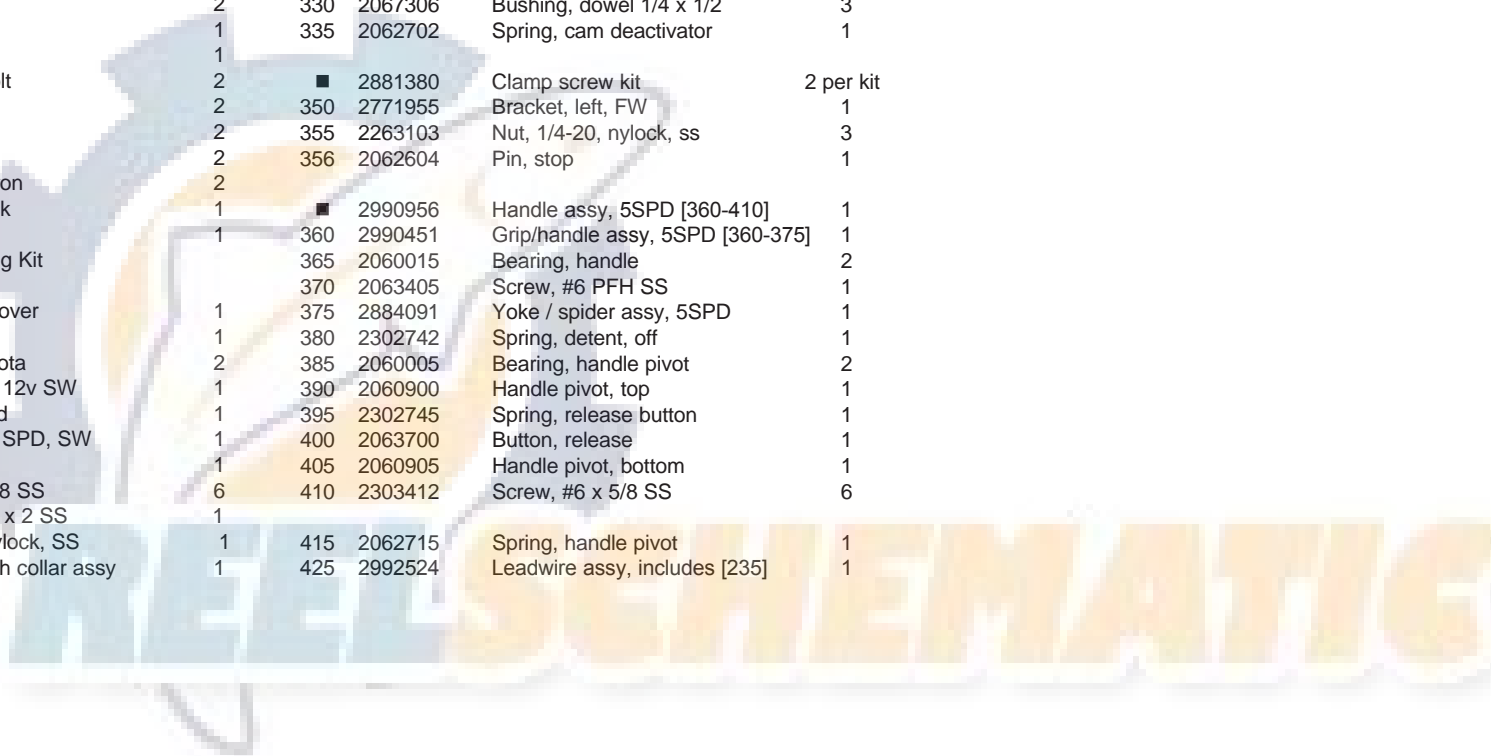 2
1
1
lt 2
2
2
2
on 2
k 1
1
g Kit
over 1
1
ota 2
12v SW 1
d 1
SPD, SW 1
1
8 SS 6
x 2 SS 1
lock, SS 1
h collar assy 1
330 2067306 Bushing, dowel 1/4 x 1/2 3
335 2062702 Spring, cam deactivator 1
■ 2881380 Clamp screw kit 2 per kit
350 2771955 Bracket, left, FW 1
355 2263103 Nut, 1/4-20, nylock, ss 3
356 2062604 Pin, stop 1
■ 2990956 Handle assy, 5SPD [360-410] 1
360 2990451 Grip/handle assy, 5SPD [360-375] 1
365 2060015 Bearing, handle 2
370 2063405 Screw, #6 PFH SS 1
375 2884091 Yoke / spider assy, 5SPD 1
380 2302742 Spring, detent, off 1
385 2060005 Bearing, handle pivot 2
390 2060900 Handle pivot, top 1
395 2302745 Spring, release button 1
400 2063700 Button, release 1
405 2060905 Handle pivot, bottom 1
410 2303412 Screw, #6 x 5/8 SS 6
415 2062715 Spring, handle pivot 1
425 2992524 Leadwire assy, includes [235] 1
REELSCHEMATIC